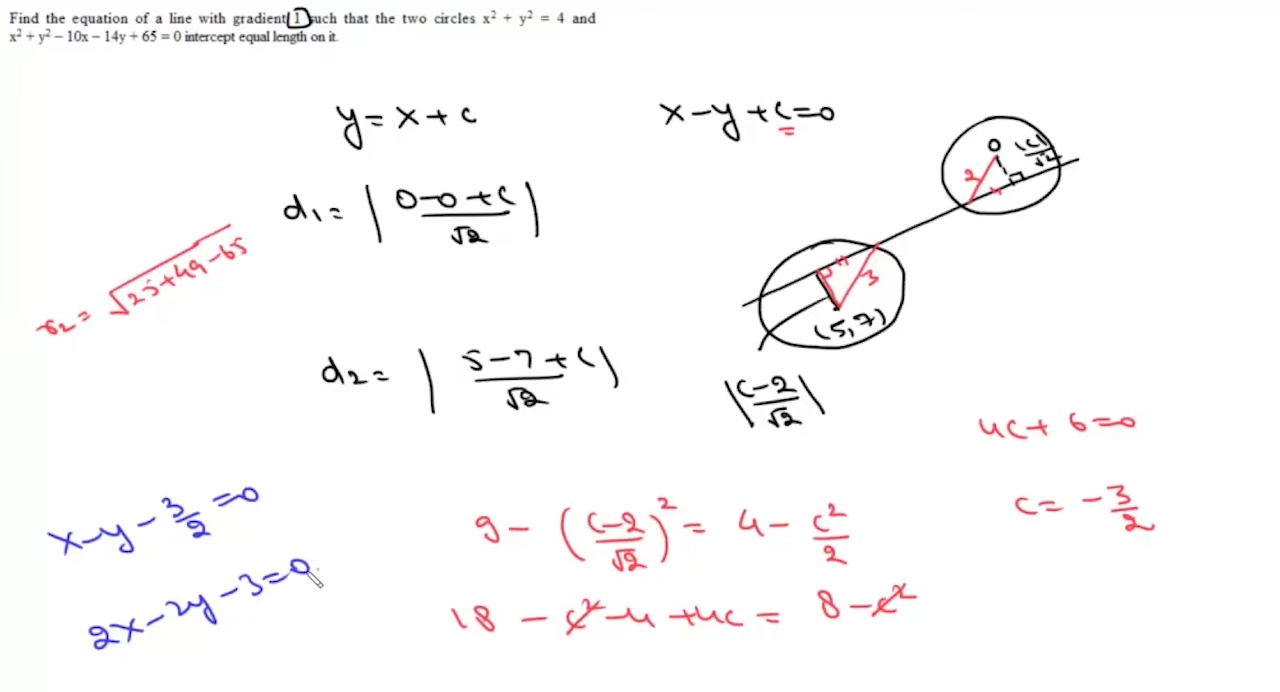 Find the equation of a line with gradient 1 such that the two circles x² + y² = 4 and
x² + y² – 10x – 14y + 65 = 0 intercept equal length on it.
y = x + c
x - y + c = 0
d₁ = | (0-0+c)/√2 |
O
|c|/√2
2
r₂ = √25+49-65
3
(5,7)
d₂ = | (5-7+c)/√2 |
|(c-2)/√2|
4c + 6 = 0
c = -3/2
x - y - 3/2 = 0
9 - ((c-2)/√2)² = 4 - c²/2
2x - 2y - 3 = 0
18 - c² - 4 + 4c = 8 - c²